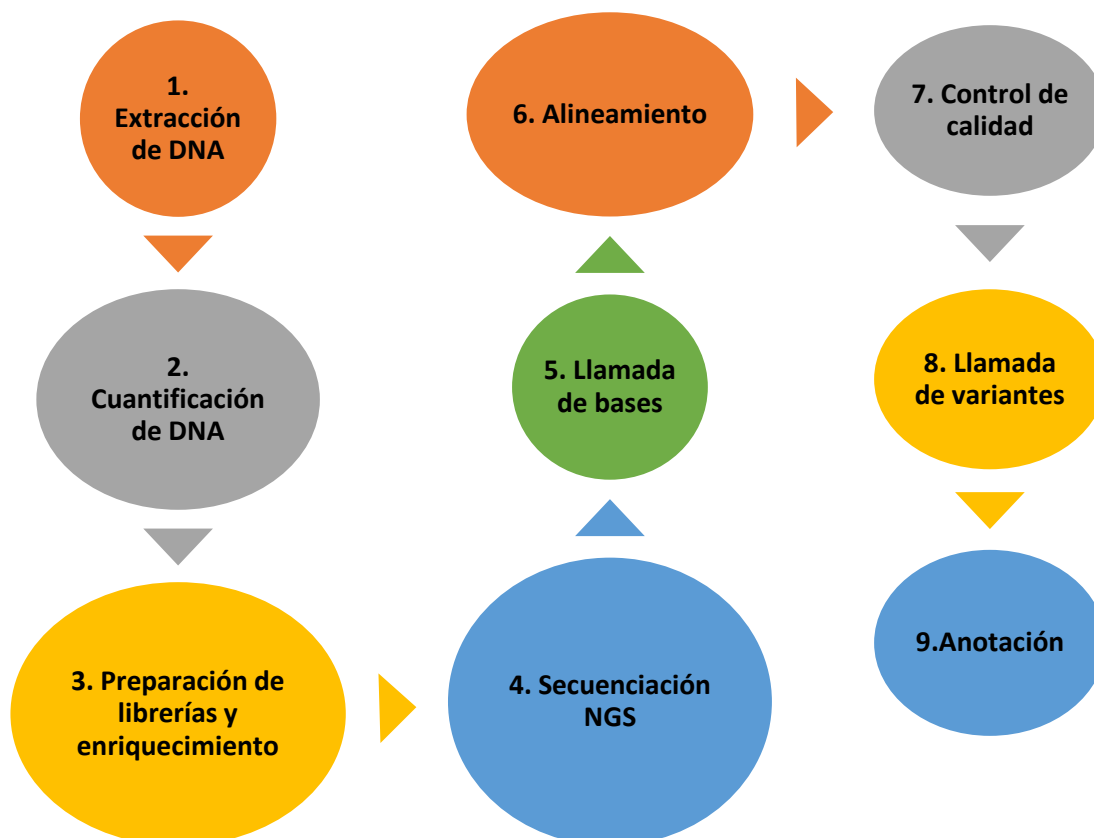 1.
Extracción
de DNA
2.
Cuantificación
de DNA
3. Preparación de
librerías y
enriquecimiento
4. Secuenciación
NGS
5. Llamada
de bases
6. Alineamiento
7. Control de
calidad
8. Llamada
de variantes
9.Anotación